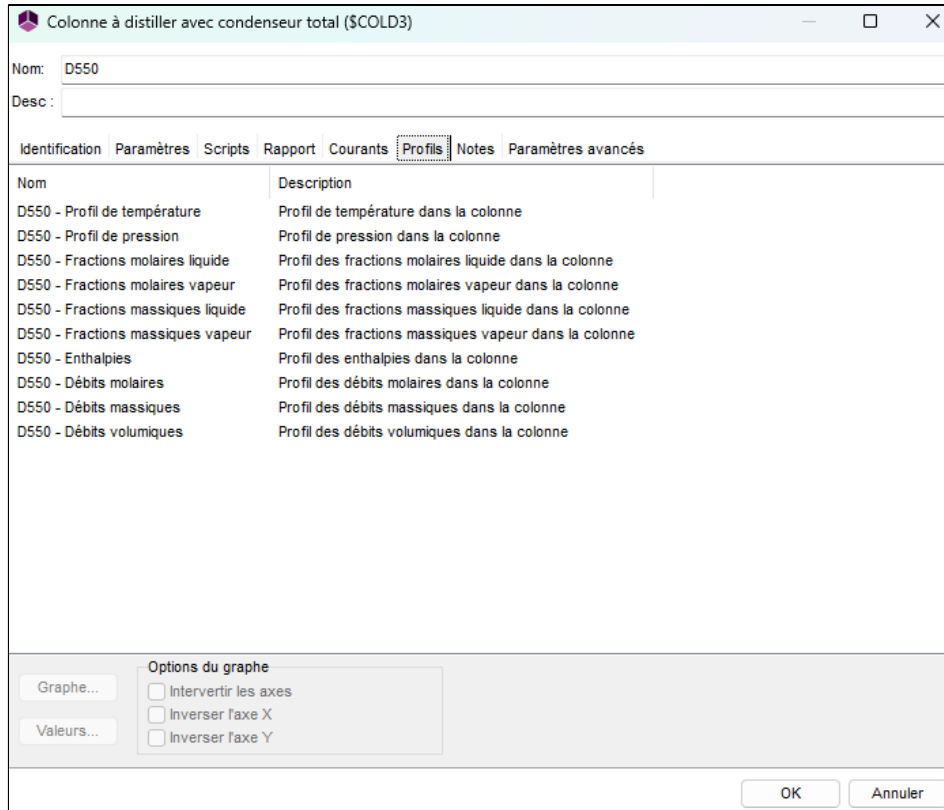 Colonne à distiller avec condenseur total ($COLD3)
Nom: D550
Desc :
Identification Paramètres Scripts Rapport Courants Profils Notes Paramètres avancés
Nom Description
D550 - Profil de température Profil de température dans la colonne
D550 - Profil de pression Profil de pression dans la colonne
D550 - Fractions molaires liquide Profil des fractions molaires liquide dans la colonne
D550 - Fractions molaires vapeur Profil des fractions molaires vapeur dans la colonne
D550 - Fractions massiques liquide Profil des fractions massiques liquide dans la colonne
D550 - Fractions massiques vapeur Profil des fractions massiques vapeur dans la colonne
D550 - Enthalpies Profil des enthalpies dans la colonne
D550 - Débits molaires Profil des débits molaires dans la colonne
D550 - Débits massiques Profil des débits massiques dans la colonne
D550 - Débits volumiques Profil des débits volumiques dans la colonne
Options du graphe
Graphe... Intervertir les axes
Inverser l'axe X
Valeurs... Inverser l'axe Y
OK Annuler